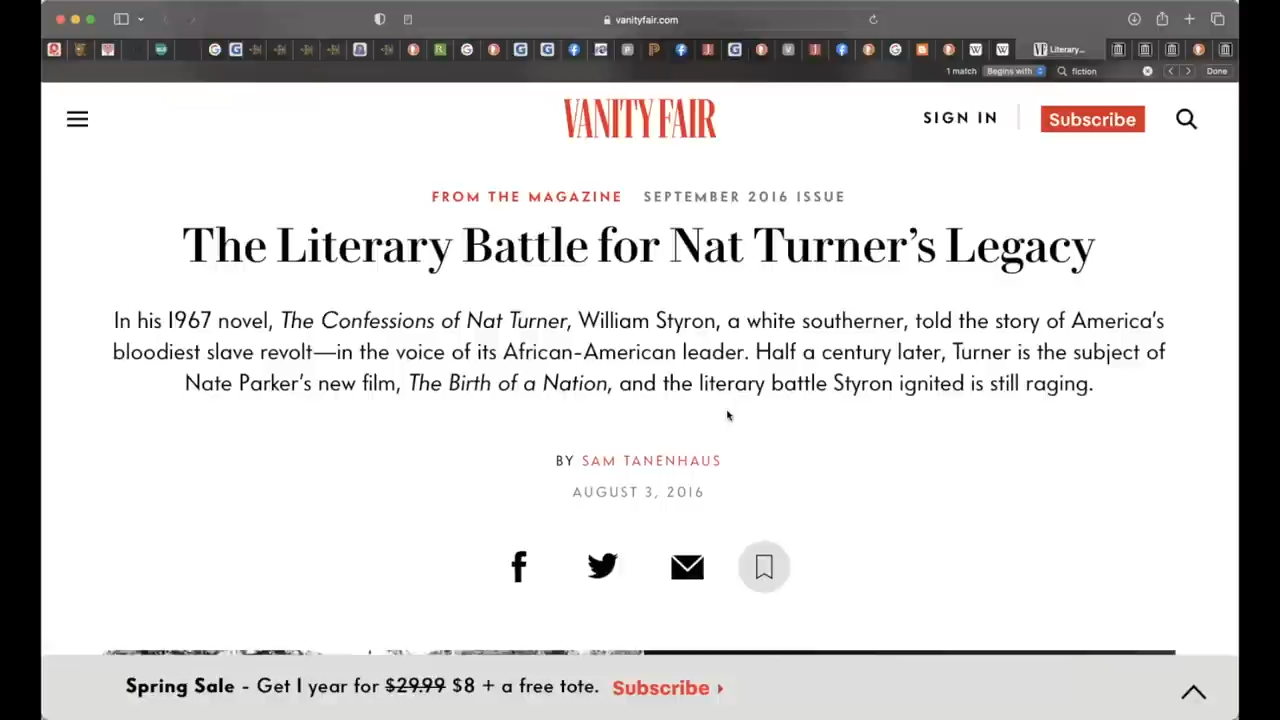 vanityfair.com
Literary...
1 match Begins with fiction Done
VANITY FAIR
SIGN IN
Subscribe
FROM THE MAGAZINE SEPTEMBER 2016 ISSUE
The Literary Battle for Nat Turner's Legacy
In his 1967 novel, The Confessions of Nat Turner, William Styron, a white southerner, told the story of America's
bloodiest slave revolt—in the voice of its African-American leader. Half a century later, Turner is the subject of
Nate Parker's new film, The Birth of a Nation, and the literary battle Styron ignited is still raging.
BY SAM TANENHAUS
AUGUST 3, 2016
Spring Sale - Get 1 year for $29.99 $8 + a free tote. Subscribe